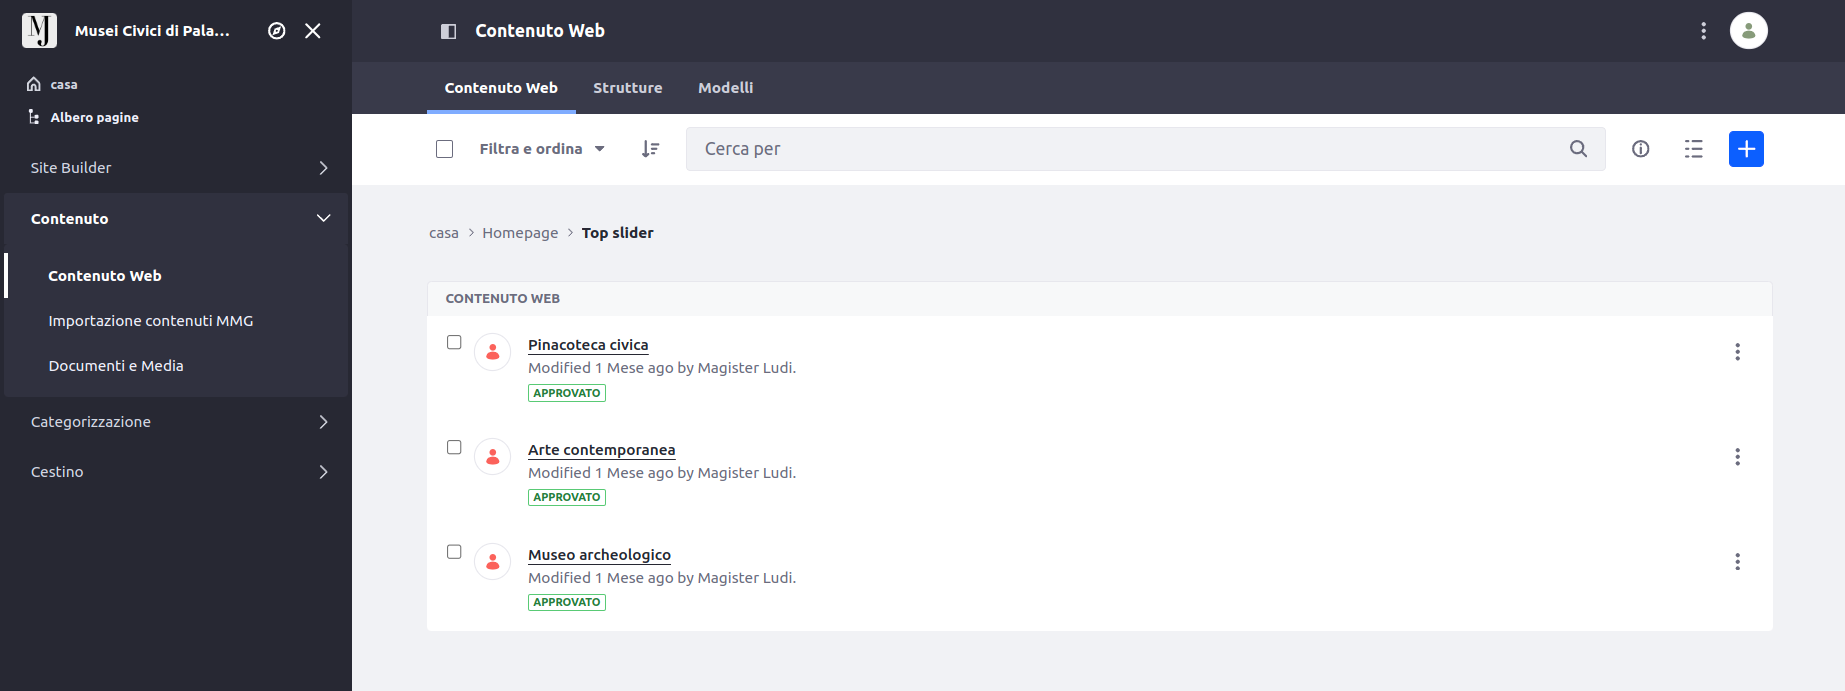 MJ
Musei Civici di Pala...
casa
Albero pagine
Site Builder
Contenuto
Contenuto Web
Importazione contenuti MMG
Documenti e Media
Categorizzazione
Cestino
Contenuto Web
Contenuto Web Strutture Modelli
Filtra e ordina Cerca per
casa > Homepage > Top slider
CONTENUTO WEB
Pinacoteca civica
Modified 1 Mese ago by Magister Ludi.
APPROVATO
Arte contemporanea
Modified 1 Mese ago by Magister Ludi.
APPROVATO
Museo archeologico
Modified 1 Mese ago by Magister Ludi.
APPROVATO